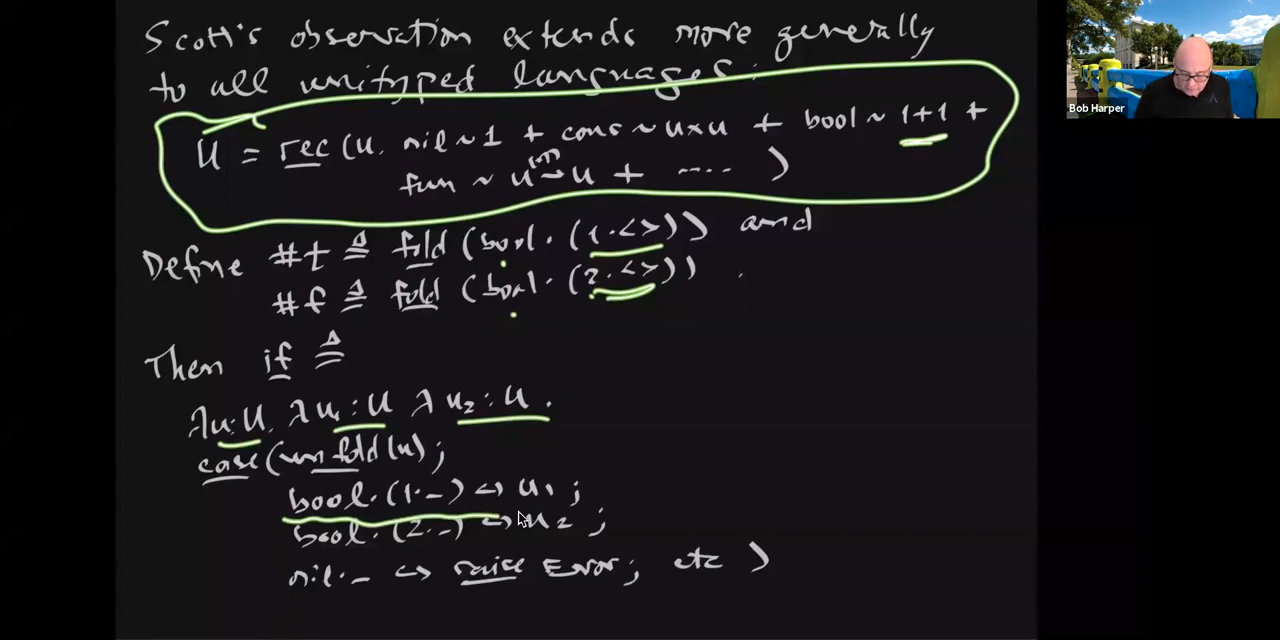 Scott's observation extends more generally
to all unityped languages.
U = rec (u. nil ~ 1 + cons ~ u×u + bool ~ 1+1 +
fun ~ u ⇀ u + .... )
Define #t ≜ fold (bool · (1·<>)) and
#f ≜ fold (bool · (2·<>)) .
Then if ≜
λu:U. λu₁:U λu₂:U.
case (unfold(u);
bool·(1·_) ↪ u₁ ;
bool·(2·_) ↪ u₂ ;
nil·_ ↪ raise Error; etc )
Bob Harper